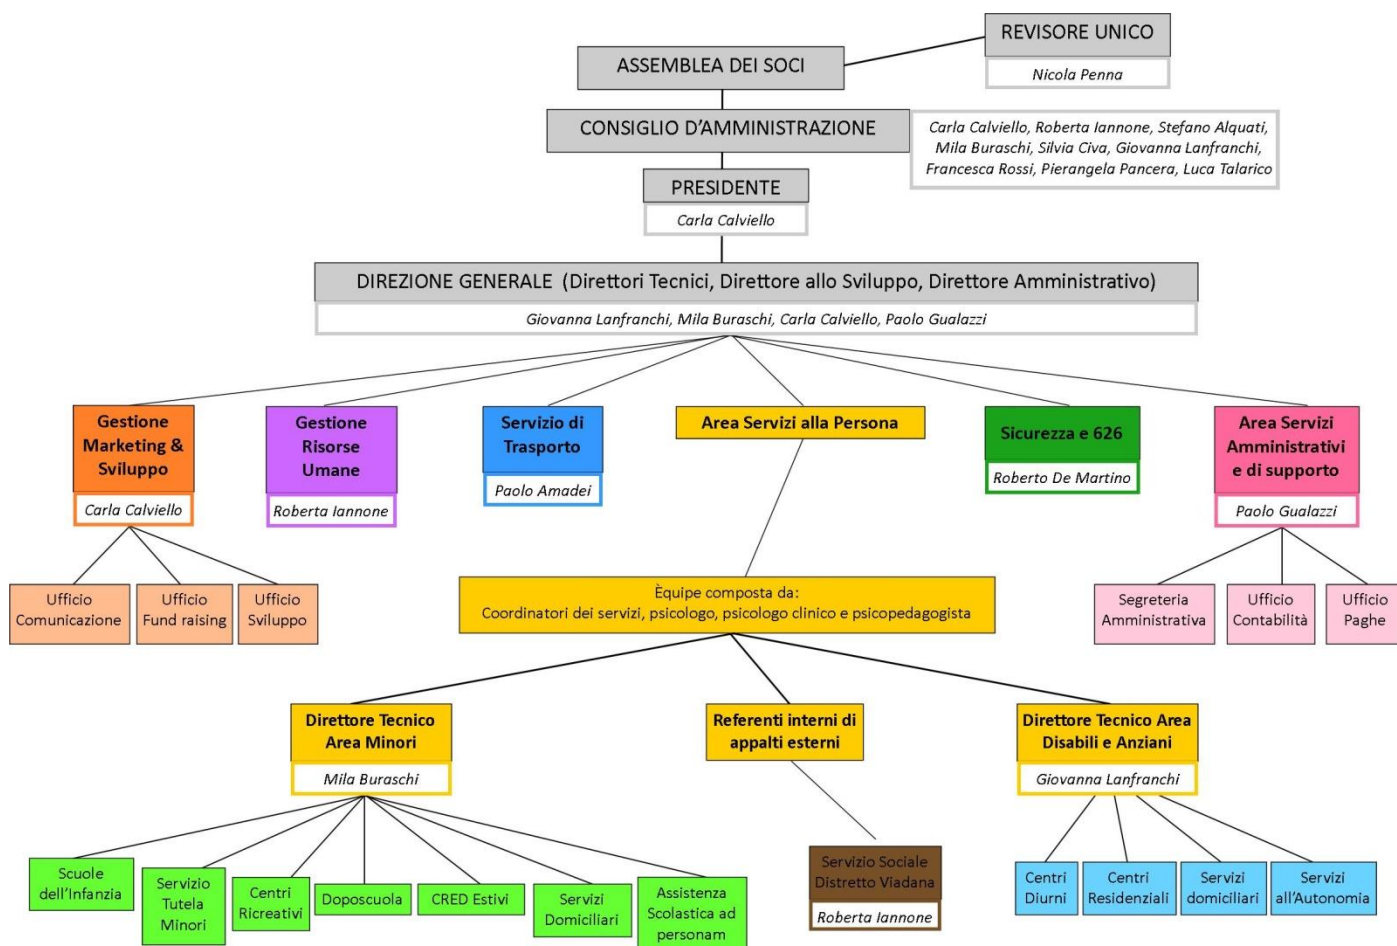 REVISORE UNICO
Nicola Penna
ASSEMBLEA DEI SOCI
CONSIGLIO D'AMMINISTRAZIONE
Carla Calviello, Roberta Iannone, Stefano Alquati,
Mila Buraschi, Silvia Civa, Giovanna Lanfranchi,
Francesca Rossi, Pierangela Pancera, Luca Talarico
PRESIDENTE
Carla Calviello
DIREZIONE GENERALE (Direttori Tecnici, Direttore allo Sviluppo, Direttore Amministrativo)
Giovanna Lanfranchi, Mila Buraschi, Carla Calviello, Paolo Gualazzi
Gestione
Marketing &
Sviluppo
Carla Calviello
Gestione
Risorse
Umane
Roberta Iannone
Servizio di
Trasporto
Paolo Amadei
Area Servizi alla Persona
Sicurezza e 626
Roberto De Martino
Area Servizi
Amministrativi
e di supporto
Paolo Gualazzi
Ufficio
Comunicazione
Ufficio
Fund raising
Ufficio
Sviluppo
Èquipe composta da:
Coordinatori dei servizi, psicologo, psicologo clinico e psicopedagogista
Segreteria
Amministrativa
Ufficio
Contabilità
Ufficio
Paghe
Direttore Tecnico
Area Minori
Mila Buraschi
Referenti interni di
appalti esterni
Direttore Tecnico Area
Disabili e Anziani
Giovanna Lanfranchi
Scuole
dell'Infanzia
Servizio
Tutela
Minori
Centri
Ricreativi
Doposcuola
CRED Estivi
Servizi
Domiciliari
Assistenza
Scolastica ad
personam
Servizio Sociale
Distretto Viadana
Roberta Iannone
Centri
Diurni
Centri
Residenziali
Servizi
domiciliari
Servizi
all'Autonomia